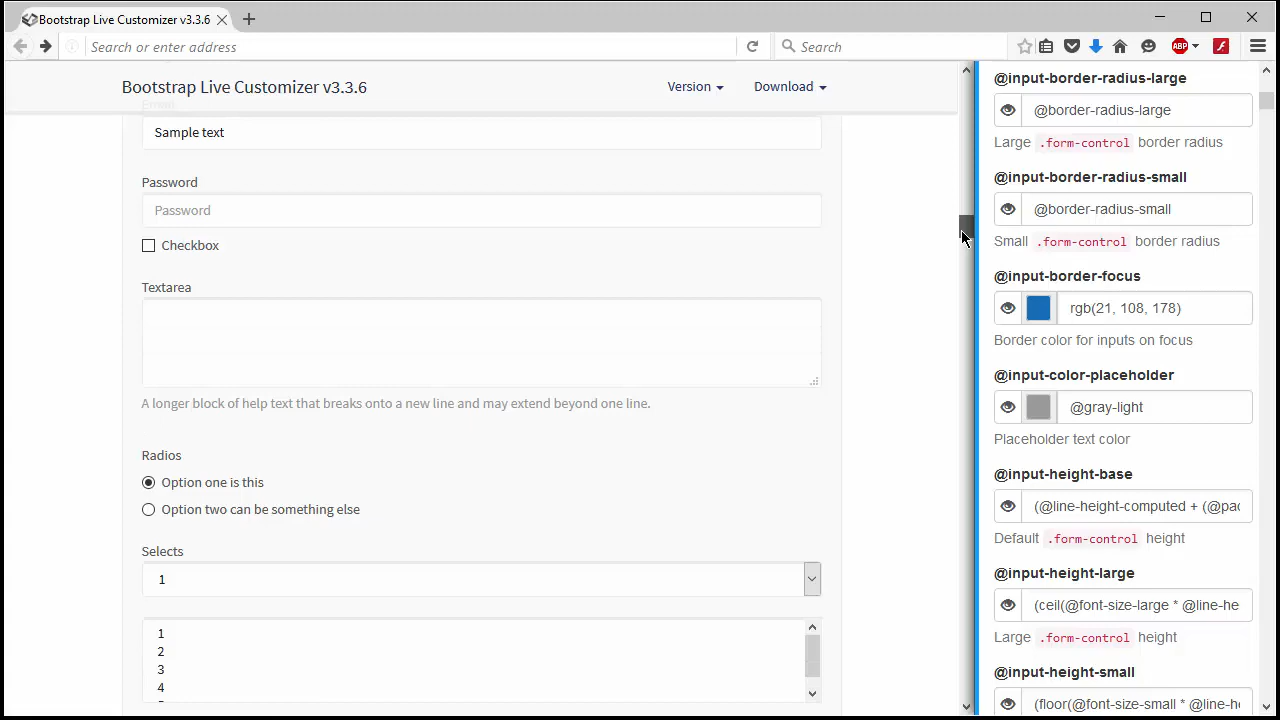 Bootstrap Live Customizer v3.3.6
Search or enter address
Search
ABP
Bootstrap Live Customizer v3.3.6
Version
Download
Email
Sample text
Password
Password
Checkbox
Textarea
A longer block of help text that breaks onto a new line and may extend beyond one line.
Radios
Option one is this
Option two can be something else
Selects
1
1
2
3
4
@input-border-radius-large
@border-radius-large
Large .form-control border radius
@input-border-radius-small
@border-radius-small
Small .form-control border radius
@input-border-focus
rgb(21, 108, 178)
Border color for inputs on focus
@input-color-placeholder
@gray-light
Placeholder text color
@input-height-base
(@line-height-computed + (@pac
Default .form-control height
@input-height-large
(ceil(@font-size-large * @line-he
Large .form-control height
@input-height-small
(floor(@font-size-small * @line-h